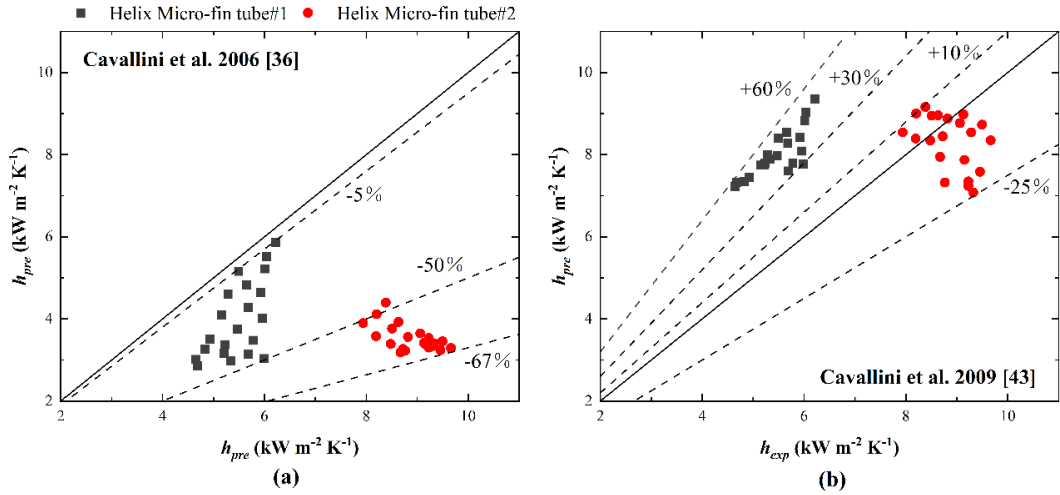 Helix Micro-fin tube#1 Helix Micro-fin tube#2
Cavallini et al. 2006 [36]
-5%
-50%
-67%
10
8
6
4
2
2 4 6 8 10
h_pre (kW m⁻² K⁻¹)
h_pre (kW m⁻² K⁻¹)
(a)
+60%
+30%
+10%
-25%
Cavallini et al. 2009 [43]
10
8
6
4
2
2 4 6 8 10
h_pre (kW m⁻² K⁻¹)
h_exp (kW m⁻² K⁻¹)
(b)